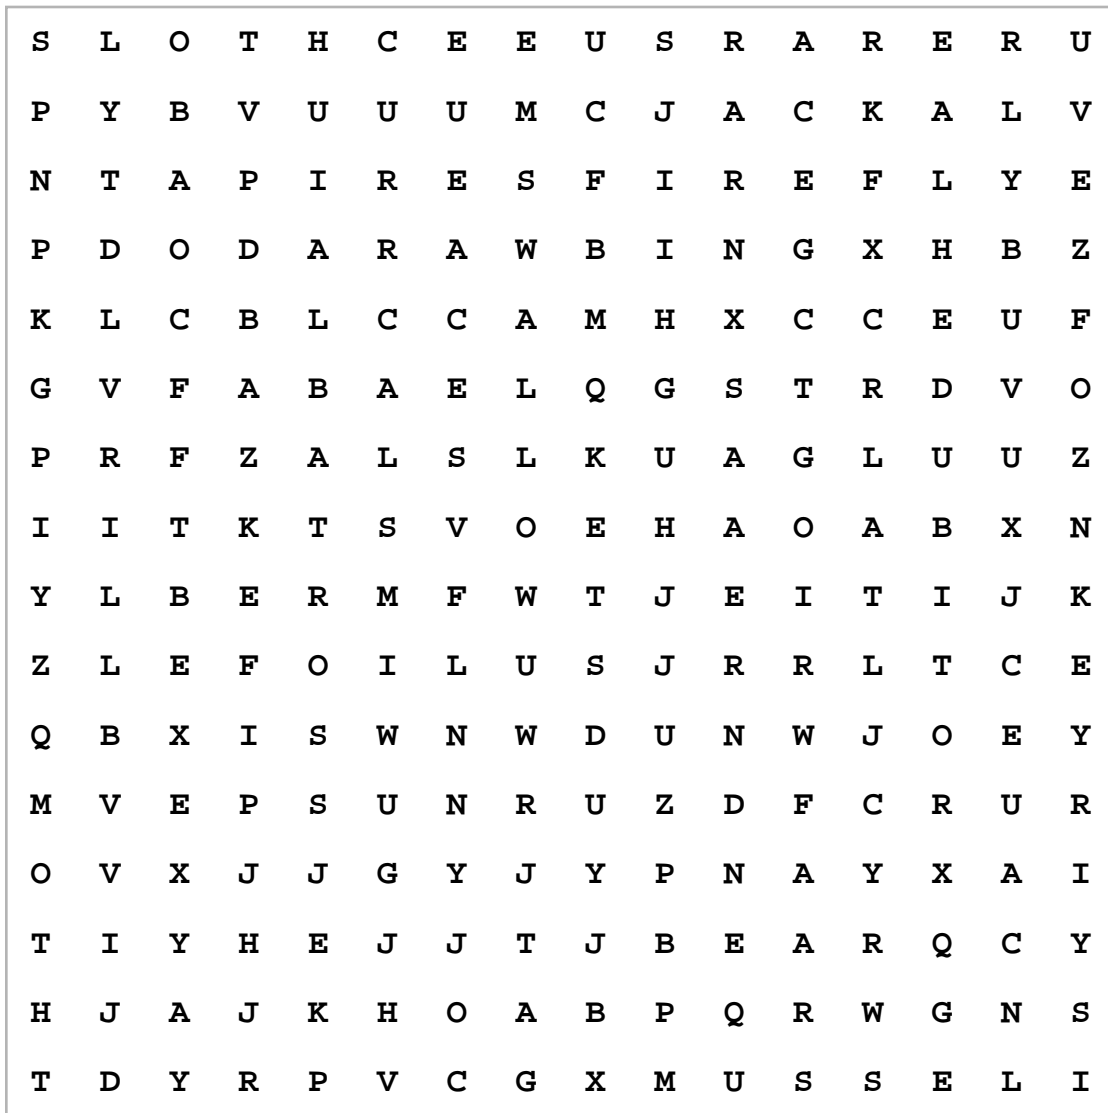 S L O T H C E E U S R A R E R U
P Y B V U U U M C J A C K A L V
N T A P I R E S F I R E F L Y E
P D O D A R A W B I N G X H B Z
K L C B L C C A M H X C C E U F
G V F A B A E L Q G S T R D V O
P R F Z A L S L K U A G L U U Z
I I T K T S V O E H A O A B X N
Y L B E R M F W T J E I T I J K
Z L E F O I L U S J R R L T C E
Q B X I S W N W D U N W J O E Y
M V E P S U N R U Z D F C R U R
O V X J J G Y J Y P N A Y X A I
T I Y H E J J T J B E A R Q C Y
H J A J K H O A B P Q R W G N S
T D Y R P V C G X M U S S E L I